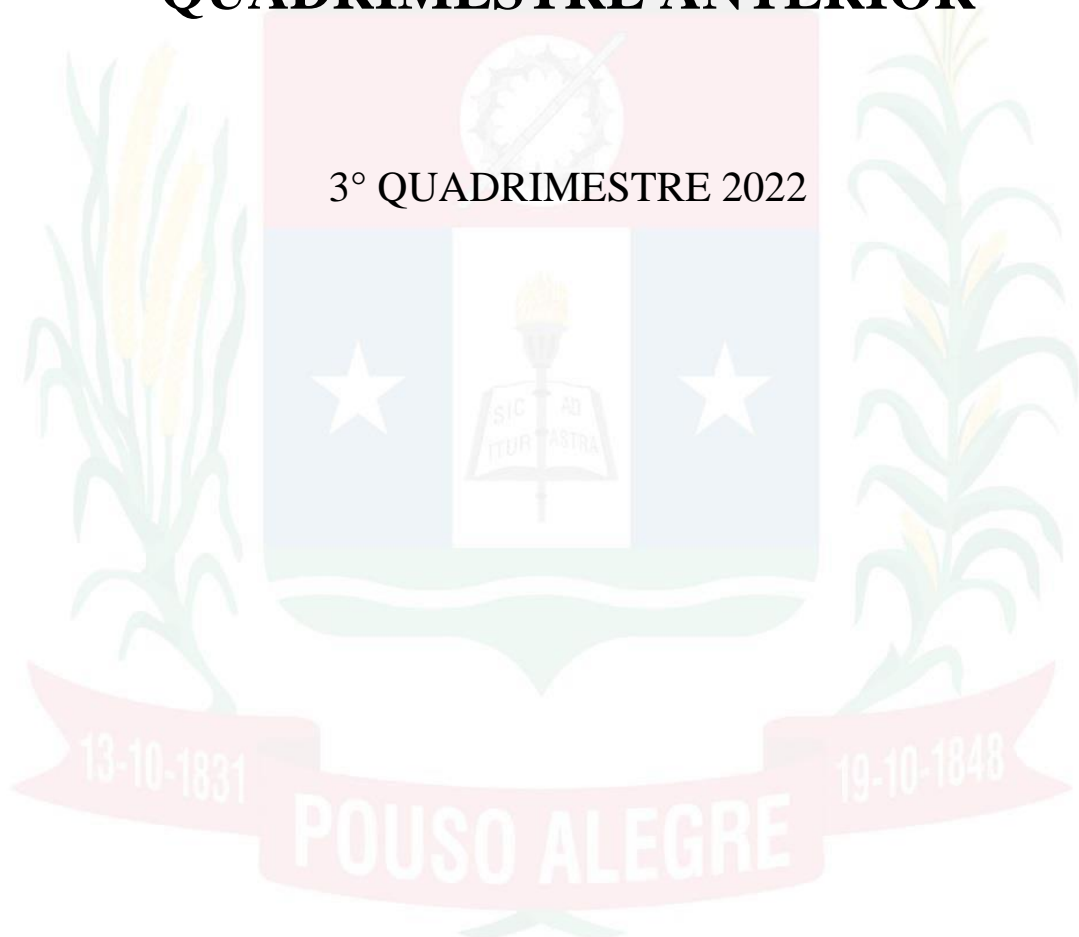 QUADRIMESTRE ANTERIOR
3° QUADRIMESTRE 2022
SIC AD
ITUR ASTRA
13-10-1831
19-10-1848
POUSO ALEGRE